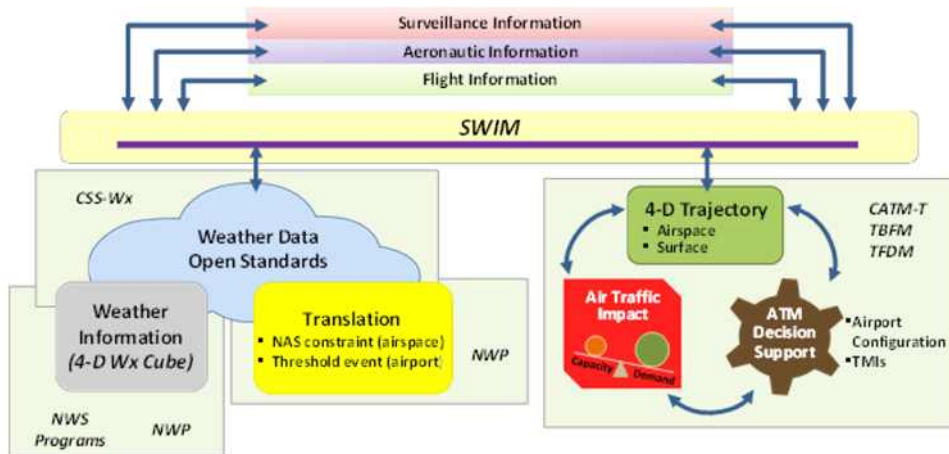 Surveillance Information
Aeronautic Information
Flight Information
SWIM
CSS-Wx
Weather Data
Open Standards
Weather
Information
(4-D Wx Cube)
Translation
▪ NAS constraint (airspace)
▪ Threshold event (airport)
NWP
NWS
Programs
NWP
4-D Trajectory
▪ Airspace
▪ Surface
CATM-T
TBFM
TFDM
Air Traffic
Impact
Capacity
Demand
ATM
Decision
Support
▪Airport
Configuration
▪TMIs